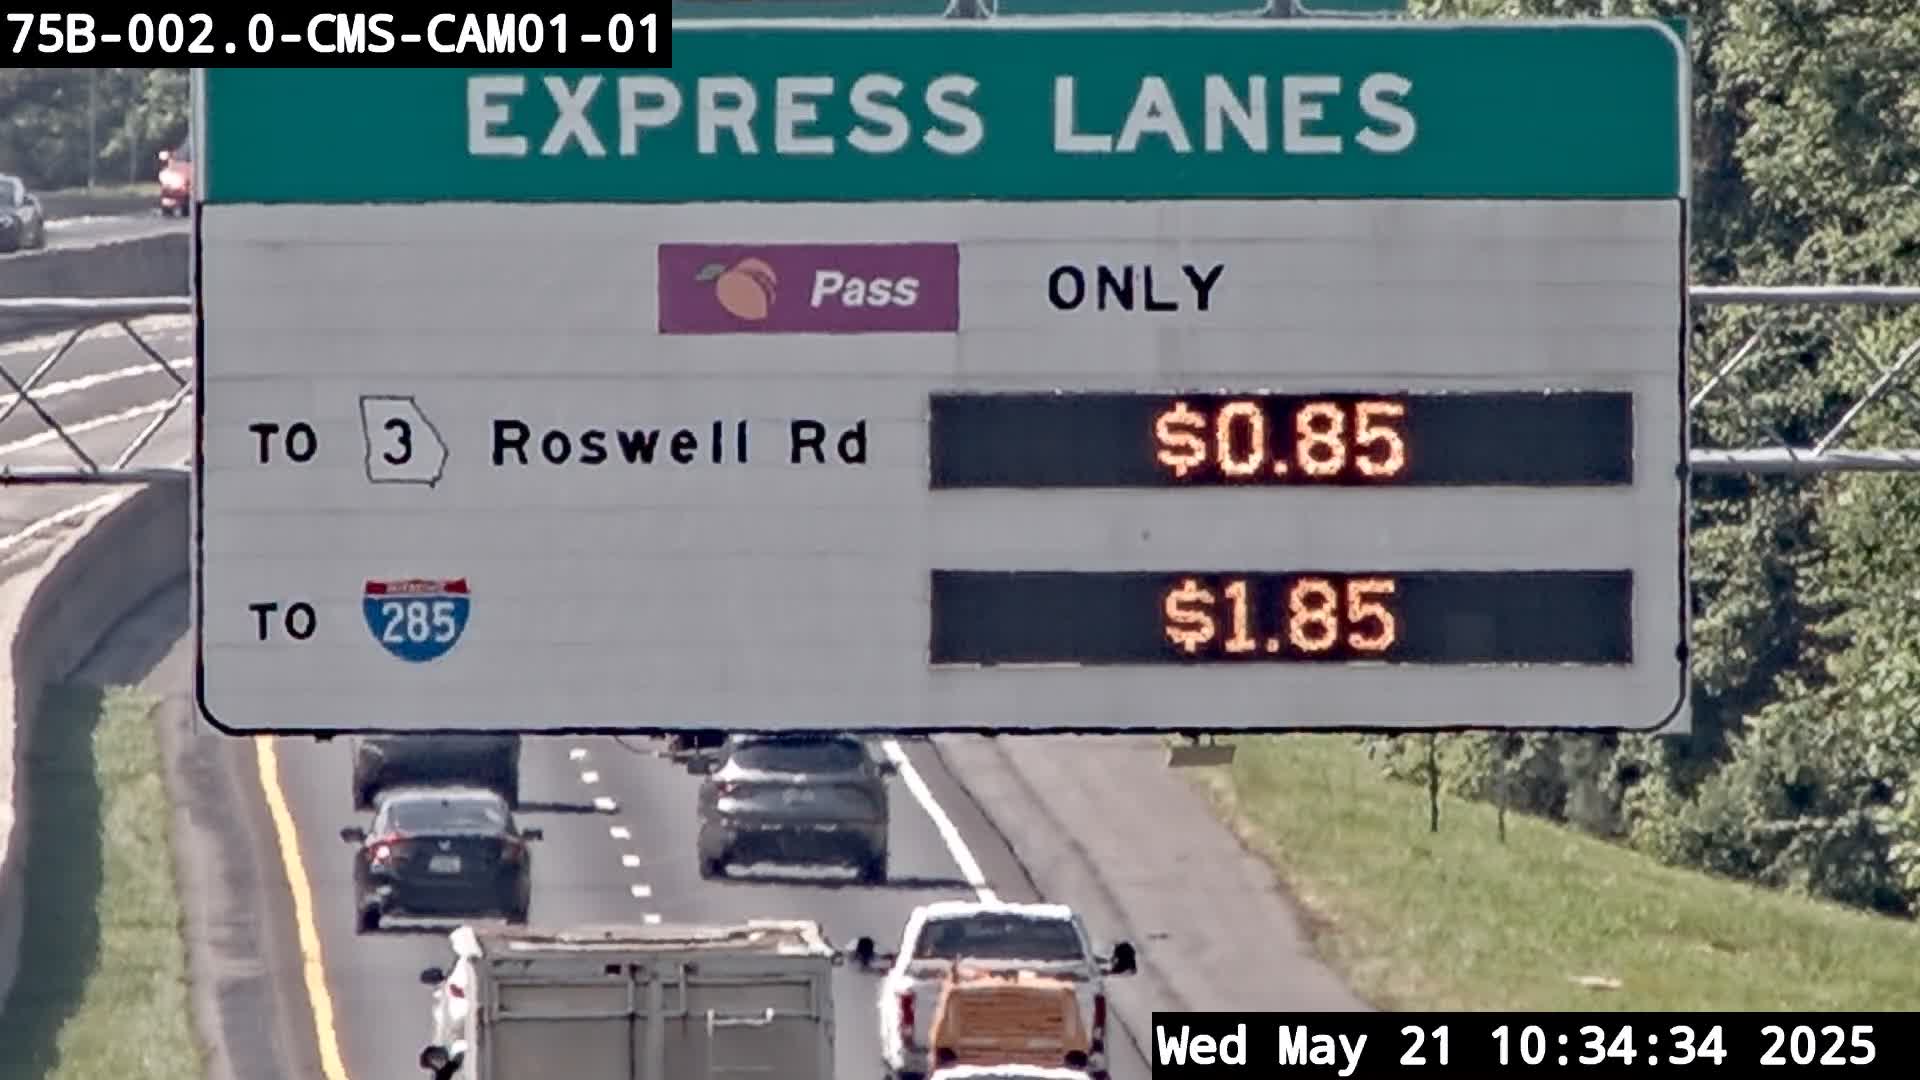 75B-002.0-CMS-CAM01-01
EXPRESS LANES
Pass ONLY
TO 3 Roswell Rd $0.85
TO 285 $1.85
Wed May 21 10:34:34 2025